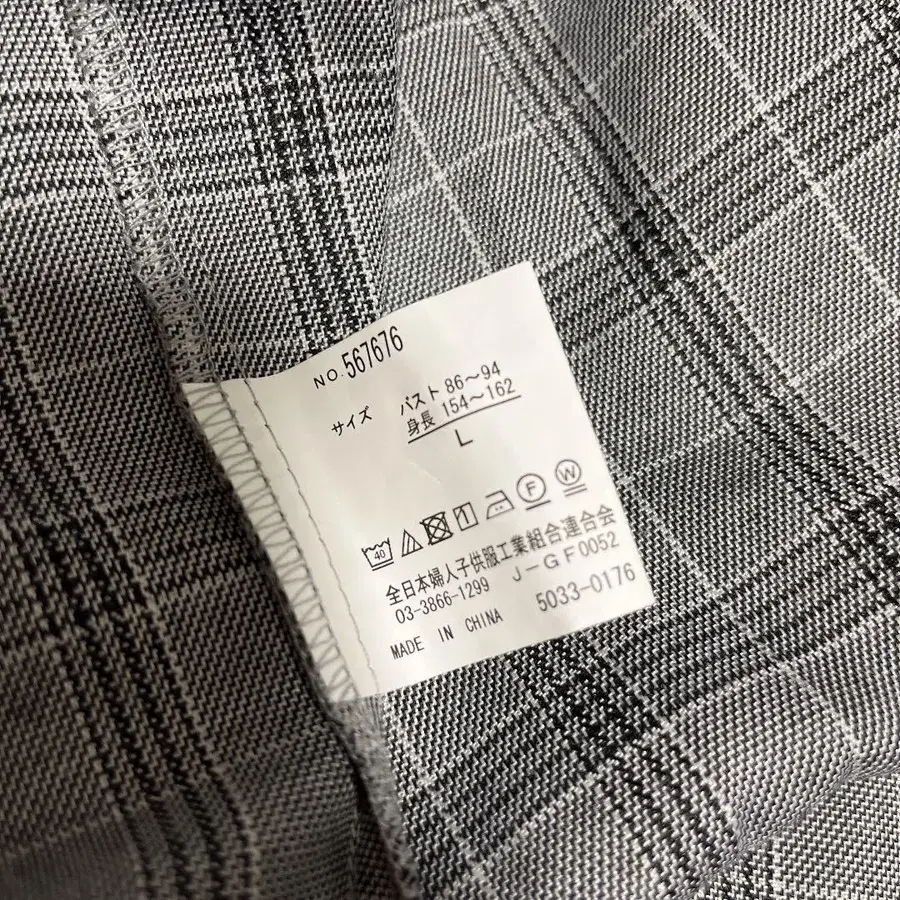 NO.567676
サイズ バスト 86〜94
身長 154〜162
L
40 F W
全日本婦人子供服工業組合連合会
03-3866-1299 J-GF0052
MADE IN CHINA 5033-0176